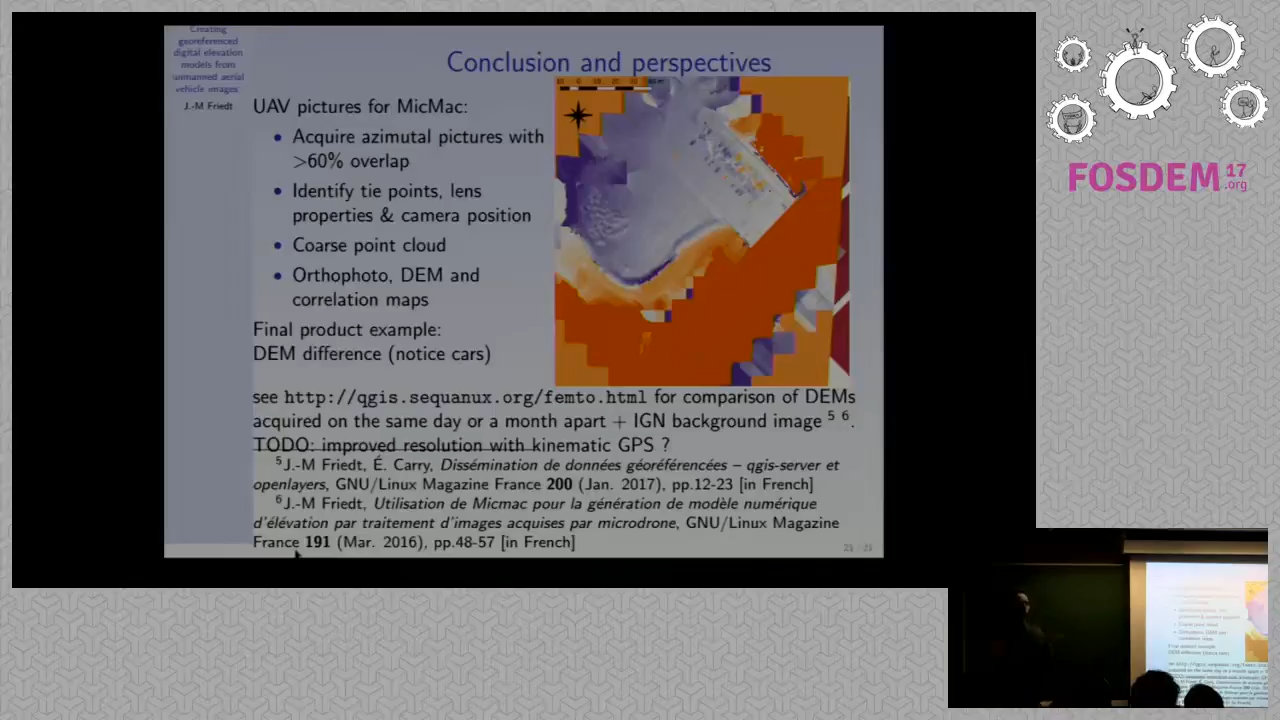 Creating
georeferenced
digital elevation
models from
unmanned aerial
vehicle images
J.-M Friedt
Conclusion and perspectives
UAV pictures for MicMac:
• Acquire azimutal pictures with
>60% overlap
• Identify tie points, lens
properties & camera position
• Coarse point cloud
• Orthophoto, DEM and
correlation maps
Final product example:
DEM difference (notice cars)
see http://qgis.sequanux.org/femto.html for comparison of DEMs
acquired on the same day or a month apart + IGN background image 5 6.
TODO: improved resolution with kinematic GPS ?
5 J.-M Friedt, É. Carry, Dissémination de données géoréférencées – qgis-server et
openlayers, GNU/Linux Magazine France 200 (Jan. 2017), pp.12-23 [in French]
6 J.-M Friedt, Utilisation de Micmac pour la génération de modèle numérique
d'élévation par traitement d'images acquises par microdrone, GNU/Linux Magazine
France 191 (Mar. 2016), pp.48-57 [in French]
21 / 21
FOSDEM 17
.org